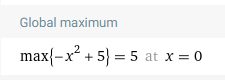 Global maximum
max{−x² + 5} = 5 at x = 0